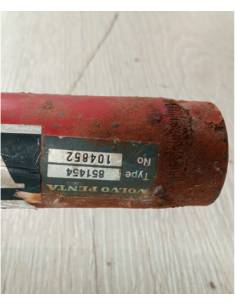 VOLVO PENTA
Type 851454
No 104852